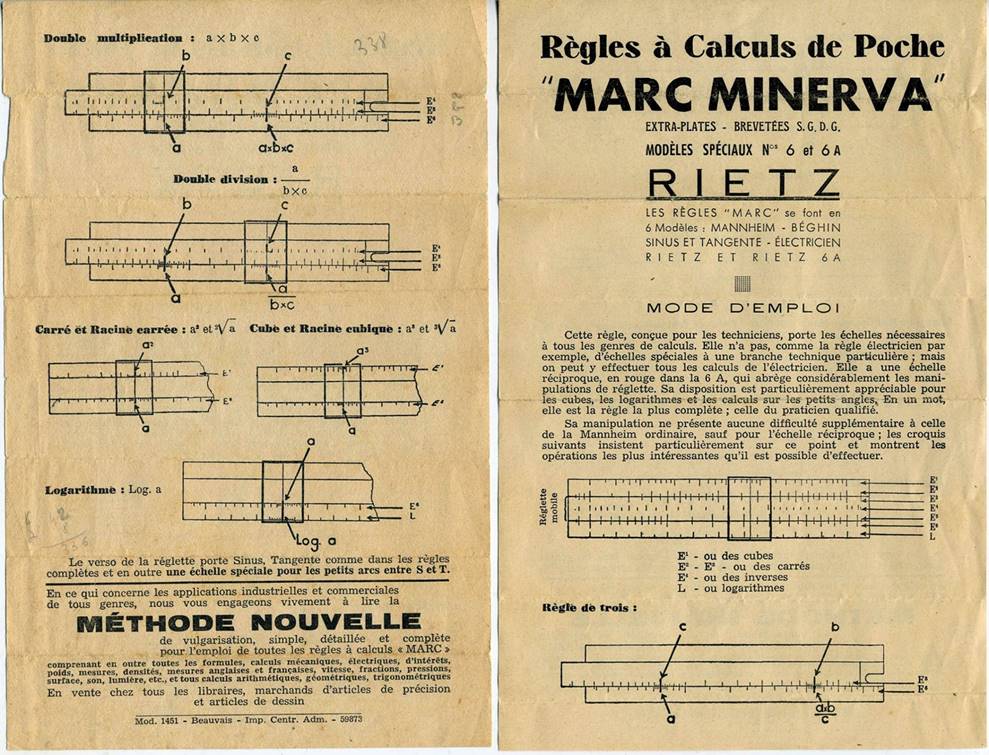 Double multiplication : a × b × c
338
b
c
E¹
E²
E³
a
axbxc
Double division : a
b × c
b
c
E¹
E²
E³
a
a
b×c
Carré et Racine carrée : a² et ²√a
Cube et Racine cubique : a³ et ³√a
a²
a³
a
a
Logarithme : Log. a
a
L
Log. a
Le verso de la réglette porte Sinus, Tangente comme dans les règles
complètes et en outre une échelle spéciale pour les petits arcs entre S et T.
En ce qui concerne les applications industrielles et commerciales
de tous genres, nous vous engageons vivement à lire la
MÉTHODE NOUVELLE
de vulgarisation, simple, détaillée et complète
pour l'emploi de toutes les règles à calculs « MARC »
comprenant en outre toutes les formules, calculs mécaniques, électriques, d'intérêts,
poids, mesures, densités, mesures anglaises et françaises, vitesse, fractions, pressions,
surface, son, lumière, etc., et tous calculs arithmétiques, géométriques, trigonométriques
En vente chez tous les libraires, marchands d'articles de précision
et articles de dessin
Mod. 1451 - Beauvais - Imp. Centr. Adm. - 59873
Règles à Calculs de Poche
"MARC MINERVA"
EXTRA-PLATES - BREVETÉES S.G.D.G.
MODÈLES SPÉCIAUX Nos 6 et 6 A
RIETZ
LES RÈGLES "MARC" se font en
6 Modèles : MANNHEIM - BÉGHIN
SINUS ET TANGENTE - ÉLECTRICIEN
RIETZ ET RIETZ 6A
MODE D'EMPLOI
Cette règle, conçue pour les techniciens, porte les échelles nécessaires
à tous les genres de calculs. Elle n'a pas, comme la règle électricien par
exemple, d'échelles spéciales à une branche technique particulière ; mais
on peut y effectuer tous les calculs de l'électricien. Elle a une échelle
réciproque, en rouge dans la 6 A, qui abrège considérablement les mani-
pulations de réglette. Sa disposition est particulièrement appréciable pour
les cubes, les logarithmes et les calculs sur les petits angles, En un mot,
elle est la règle la plus complète ; celle du praticien qualifié.
Sa manipulation ne présente aucune difficulté supplémentaire à celle
de la Mannheim ordinaire, sauf pour l'échelle réciproque ; les croquis
suivants insistent particulièrement sur ce point et montrent les
opérations les plus intéressantes qu'il est possible d'effectuer.
Réglette
mobile
L
E¹ - ou des cubes
E² - E³ - ou des carrés
E⁴ - ou des inverses
L - ou logarithmes
Règle de trois :
c
b
a
axb
c